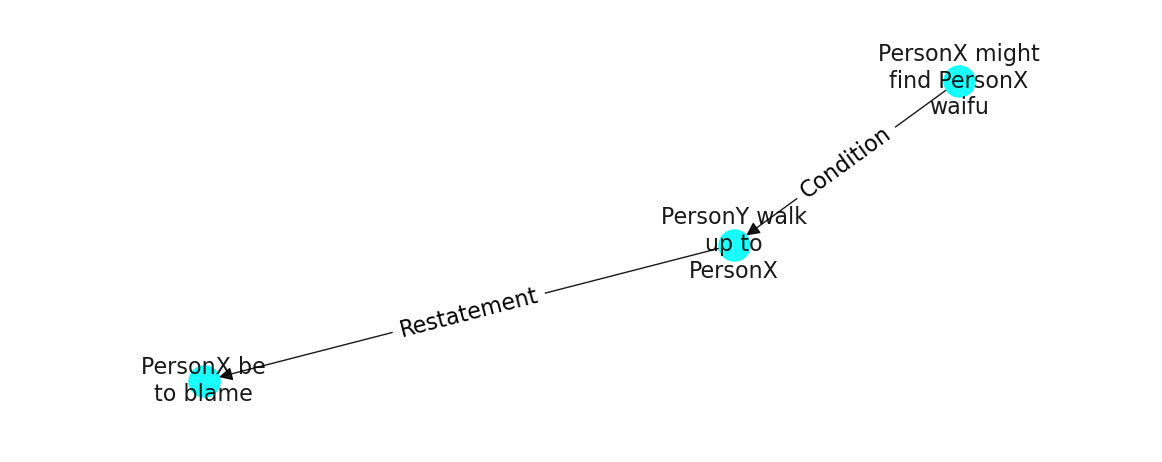 PersonX might
find PersonX
waifu
Condition
PersonY walk
up to
PersonX
Restatement
PersonX be
to blame